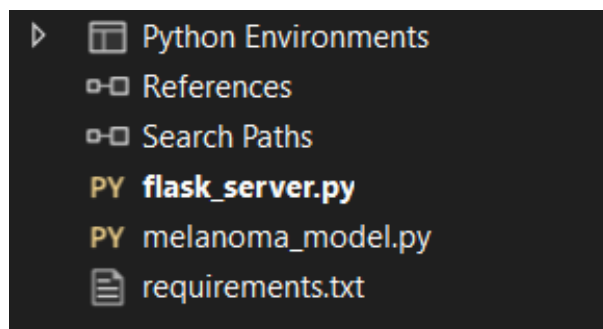 Python Environments
References
Search Paths
PY flask_server.py
PY melanoma_model.py
requirements.txt